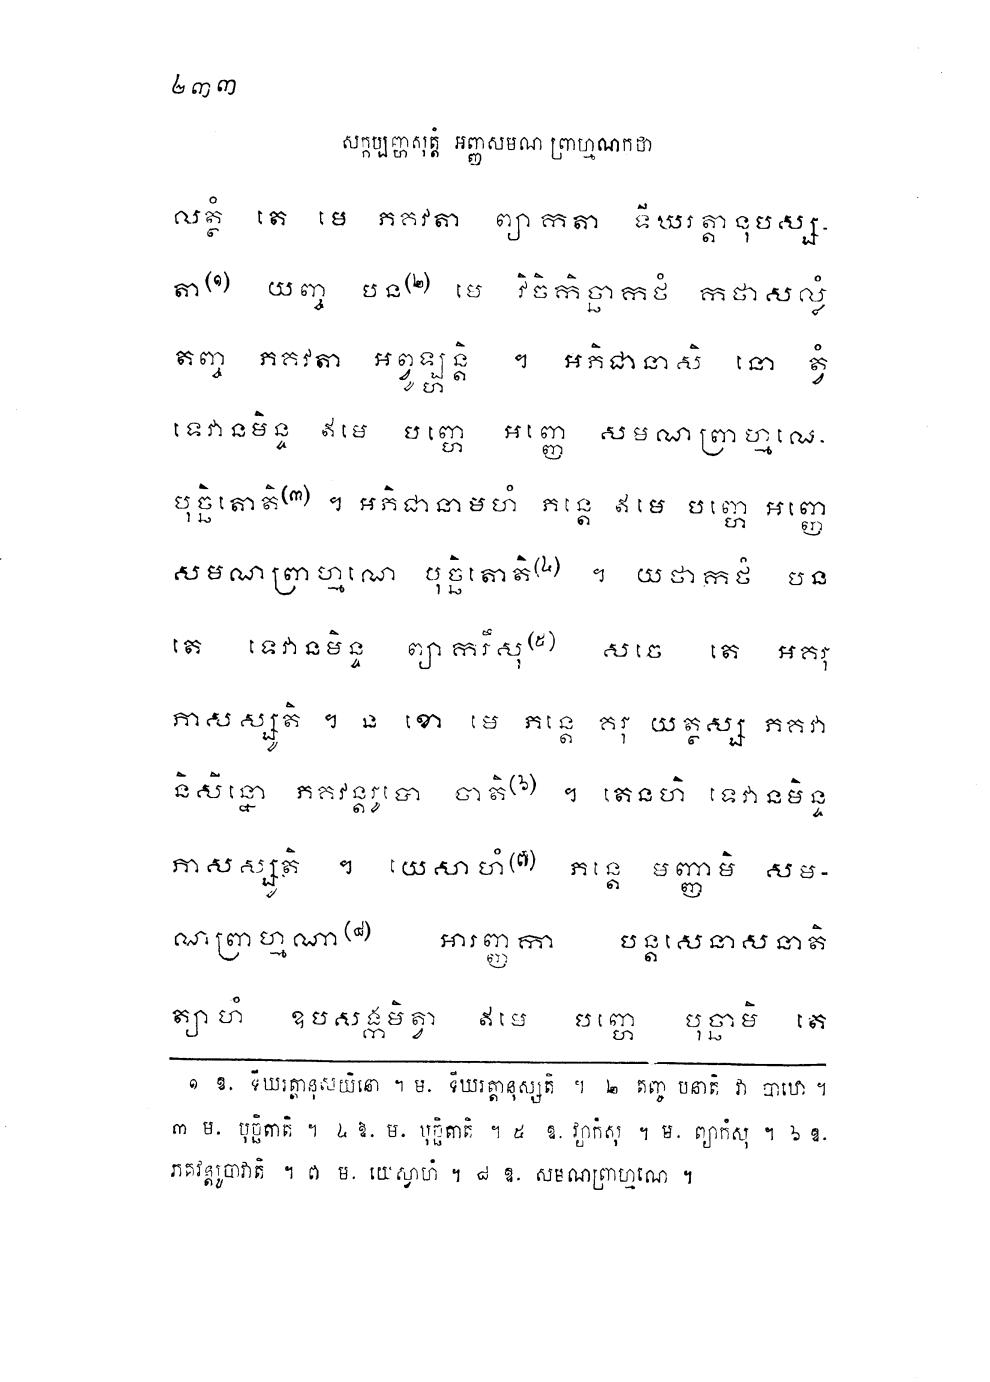 ២៣៣
សក្កប្បញ្ហសុត្តំ អញ្ញសមណ ព្រាហ្មណកថា
លត្ថំ តេ មេ ភគវតា ព្យាកតា ទីឃរត្តានុបស្ស-
តា(១) យញ្ច បន(២) មេ វិចិកិច្ឆាកថំ កថាសល្លំ
តញ្ច ភគវតា អព្វូឡ្ហន្តិ ។ អភិជានាសិ នោ ត្វំ
ទេវានមិន្ទ ឥមេ បញ្ហេ អញ្ញេ សមណព្រាហ្មណេ-
បុច្ឆិតោតិ(៣) ។ អភិជានាមហំ ភន្តេ ឥមេ បញ្ហេ អញ្ញេ
សមណព្រាហ្មណេ បុច្ឆិតោតិ(៤) ។ យថាកថំ បន
តេ ទេវានមិន្ទ ព្យាករឹសុ(៥) សចេ តេ អគរុ
ភាសស្សូតិ ។ ន ខោ មេ ភន្តេ គរុ យត្ថស្ស ភគវា
និសិន្នោ ភគវន្តរូបោ ចាតិ(៦) ។ តេនហិ ទេវានមិន្ទ
ភាសស្សូតិ ។ យេសាហំ(៧) ភន្តេ មញ្ញាមិ សម-
ណព្រាហ្មណា(៨) អារញ្ញកា បន្តសេនាសនាតិ
ត្យាហំ ឧបសង្កមិត្វា ឥមេ បញ្ហេ បុច្ឆាមិ តេ
១ ឧ. ទីឃរត្តានុសយិនោ ។ ម. ទីឃរត្តានុស្សតិ ។ ២ តញ្ច បនាតិ វា បាឋោ ។
៣ ម. បុច្ឆិតាតិ ។ ៤ ឱ. ម. បុច្ឆិតាតិ ។ ៥ ឧ. វ្យាកំសុ ។ ម. ព្យាកំសុ ។ ៦ ឧ.
ភគវន្តរូបាវាតិ ។ ៧ ម. យេស្វាហំ ។ ៨ ឧ. សមណព្រាហ្មណេ ។